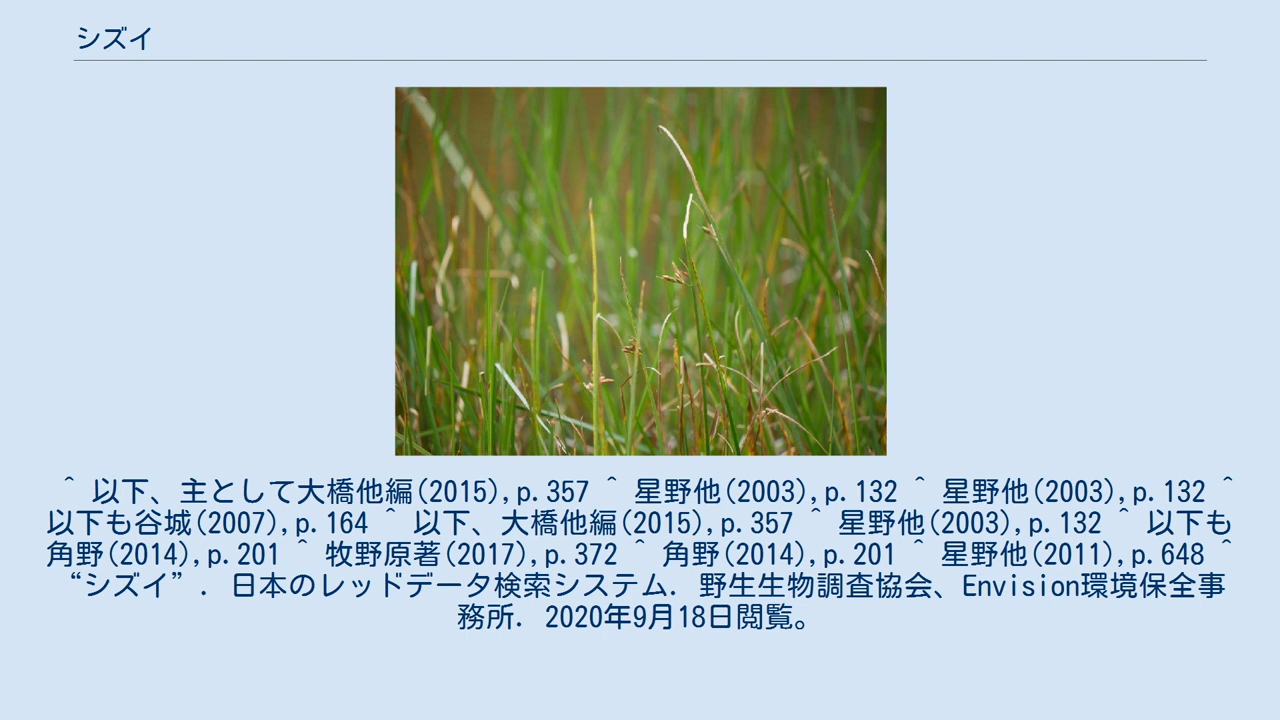 シズイ
^ 以下、主として大橋他編(2015),p.357 ^ 星野他(2003),p.132 ^ 星野他(2003),p.132 ^
以下も谷城(2007),p.164 ^ 以下、大橋他編(2015),p.357 ^ 星野他(2003),p.132 ^ 以下も
角野(2014),p.201 ^ 牧野原著(2017),p.372 ^ 角野(2014),p.201 ^ 星野他(2011),p.648 ^
“シズイ”. 日本のレッドデータ検索システム. 野生生物調査協会、Envision環境保全事
務所. 2020年9月18日閲覧。